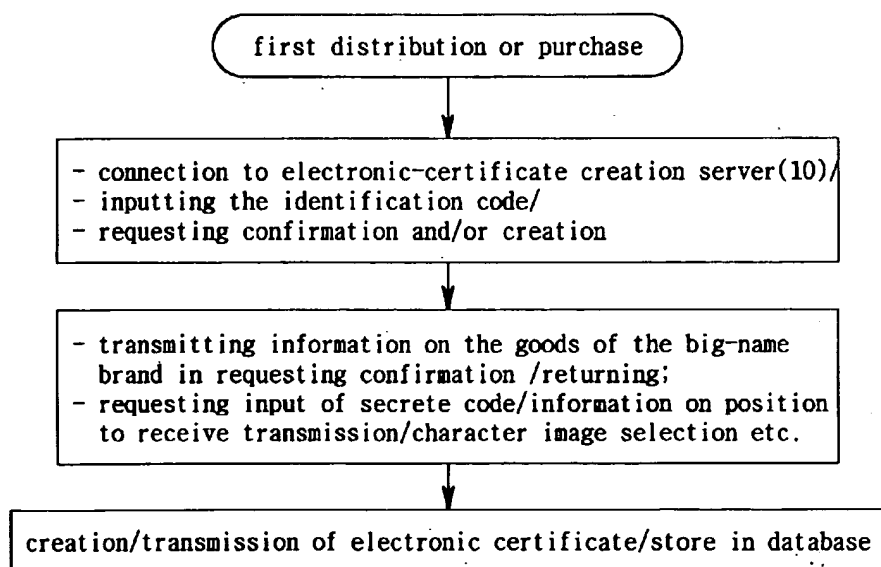 first distribution or purchase
- connection to electronic-certificate creation server(10)/
- inputting the identification code/
- requesting confirmation and/or creation
- transmitting information on the goods of the big-name
brand in requesting confirmation /returning;
- requesting input of secrete code/information on position
to receive transmission/character image selection etc.
creation/transmission of electronic certificate/store in database